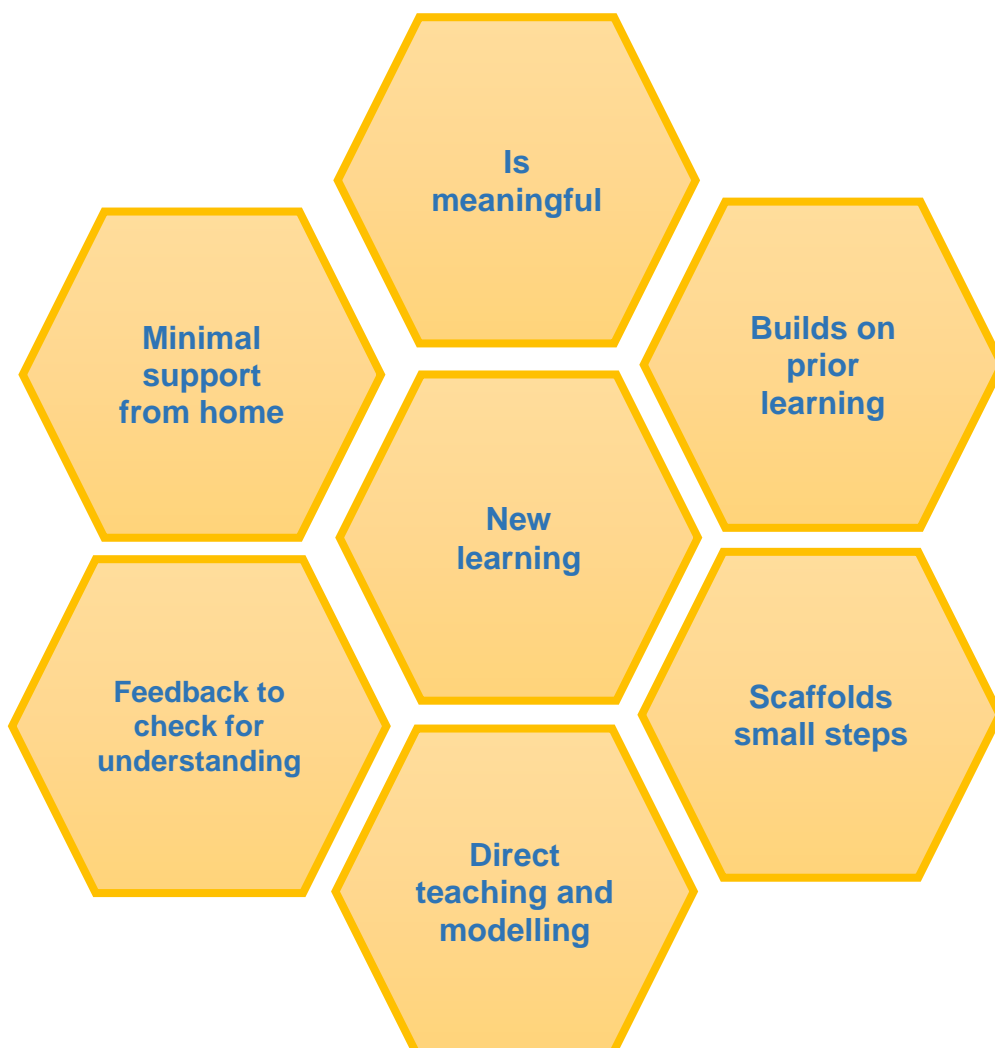 Is
meaningful
Builds on
prior
learning
Minimal
support
from home
New
learning
Scaffolds
small steps
Feedback to
check for
understanding
Direct
teaching and
modelling